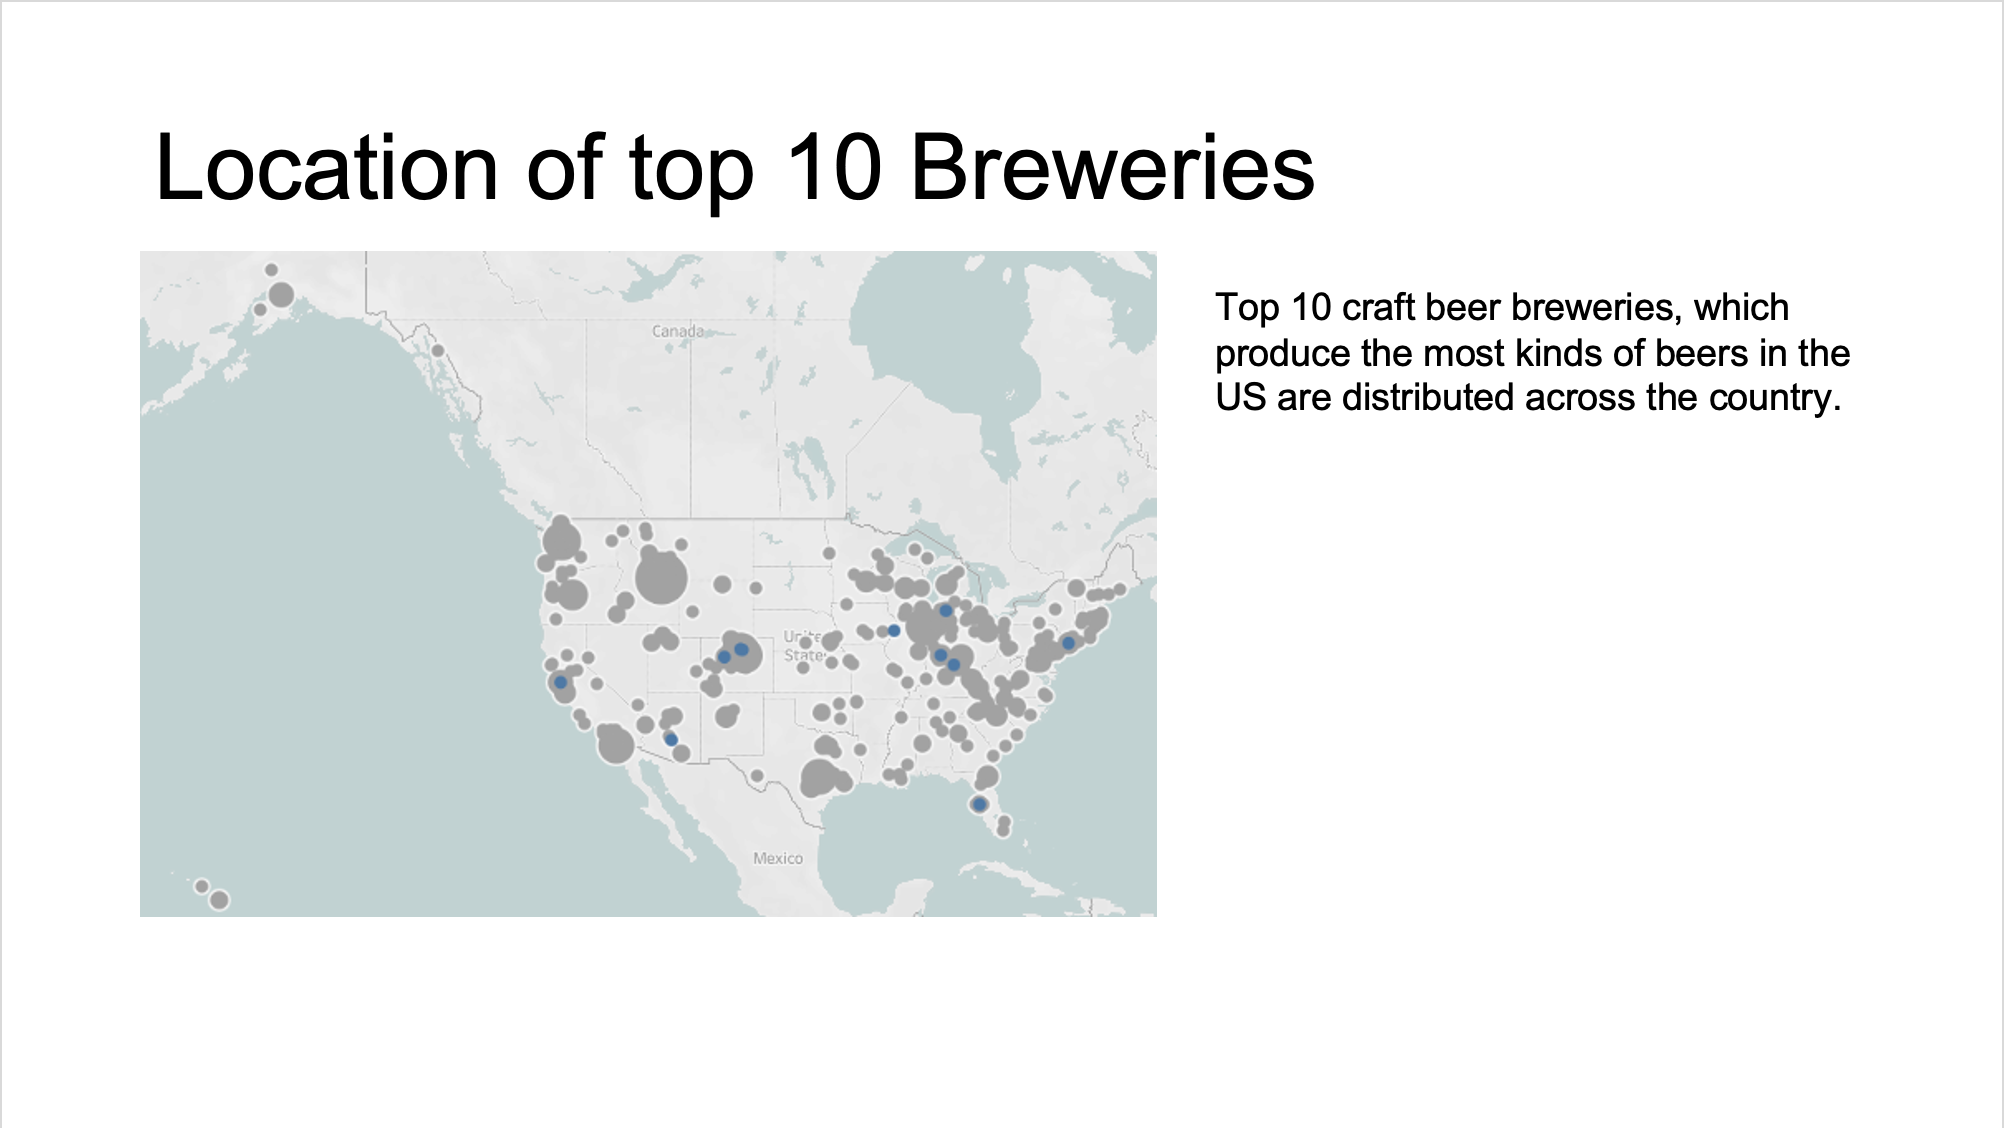 Location of top 10 Breweries
Top 10 craft beer breweries, which
produce the most kinds of beers in the
US are distributed across the country.
Canada
United
States
Mexico